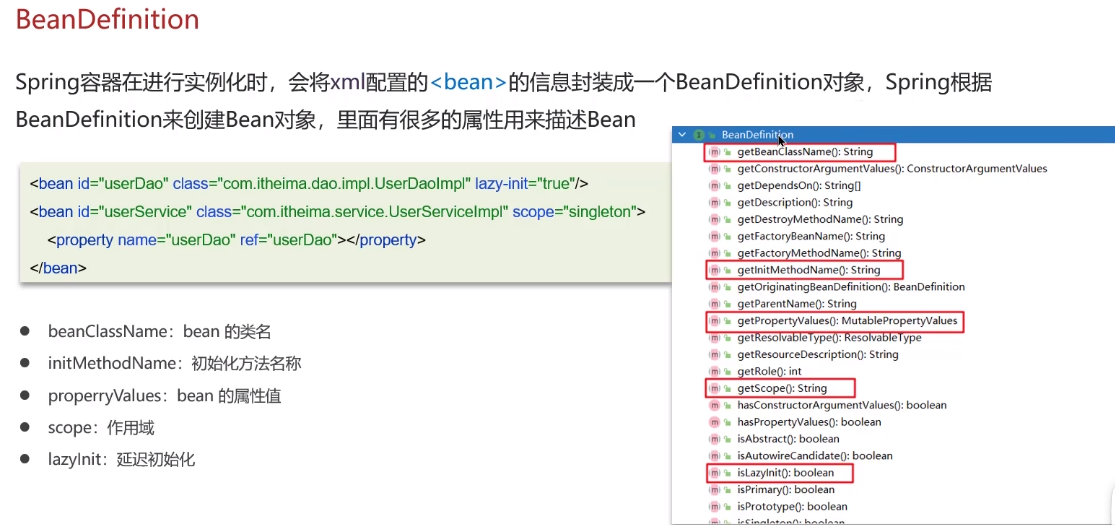 BeanDefinition
Spring容器在进行实例化时，会将xml配置的<bean>的信息封装成一个BeanDefinition对象，Spring根据
BeanDefinition来创建Bean对象，里面有很多的属性用来描述Bean
<bean id="userDao" class="com.itheima.dao.impl.UserDaoImpl" lazy-init="true"/>
<bean id="userService" class="com.itheima.service.UserServiceImpl" scope="singleton">
<property name="userDao" ref="userDao"></property>
</bean>
beanClassName：bean 的类名
initMethodName：初始化方法名称
properryValues：bean 的属性值
scope：作用域
lazyInit：延迟初始化
BeanDefinition
getBeanClassName(): String
getConstructorArgumentValues(): ConstructorArgumentValues
getDependsOn(): String[]
getDescription(): String
getDestroyMethodName(): String
getFactoryBeanName(): String
getFactoryMethodName(): String
getInitMethodName(): String
getOriginatingBeanDefinition(): BeanDefinition
getParentName(): String
getPropertyValues(): MutablePropertyValues
getResolvableType(): ResolvableType
getResourceDescription(): String
getRole(): int
getScope(): String
hasConstructorArgumentValues(): boolean
hasPropertyValues(): boolean
isAbstract(): boolean
isAutowireCandidate(): boolean
isLazyInit(): boolean
isPrimary(): boolean
isPrototype(): boolean
isSingleton(): boolean